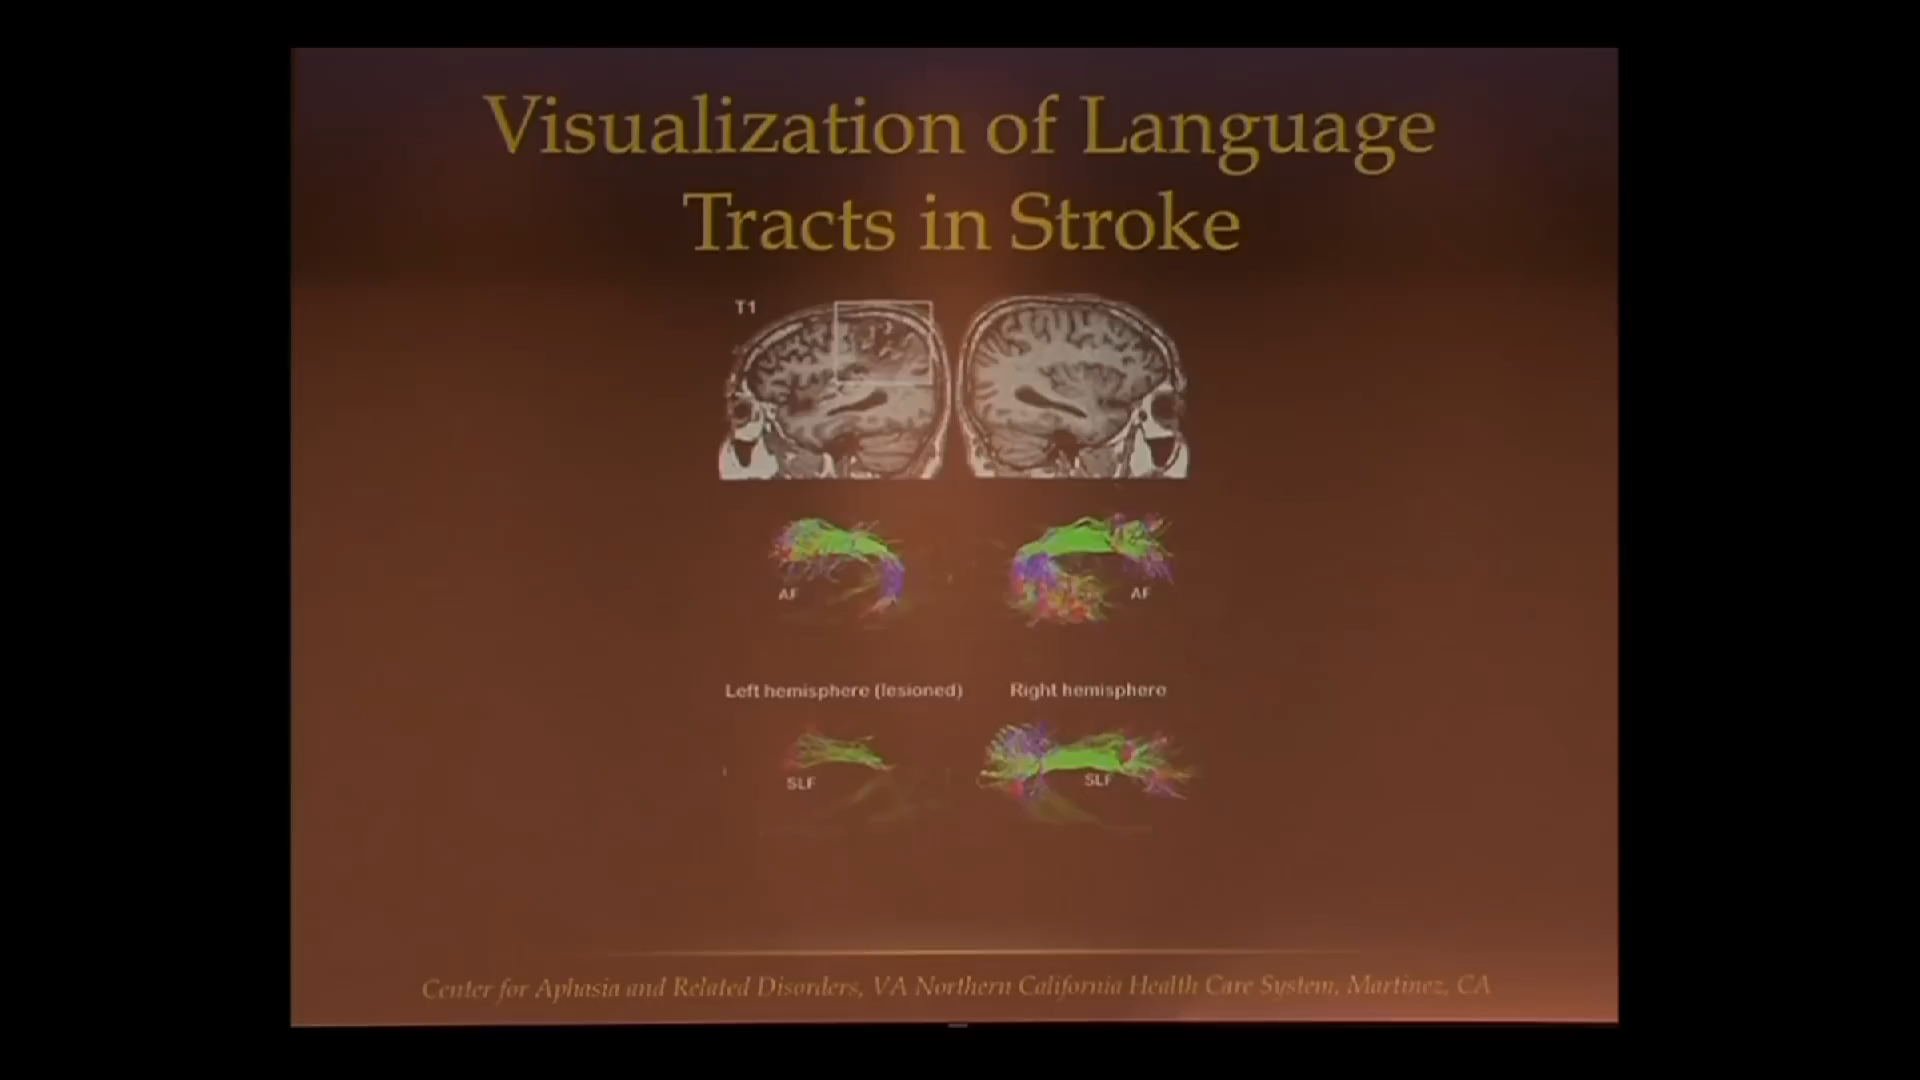 Visualization of Language
Tracts in Stroke
T1
AF
AF
Left hemisphere (lesioned)
Right hemisphere
SLF
SLF
Center for Aphasia and Related Disorders, VA Northern California Health Care System, Martinez, CA